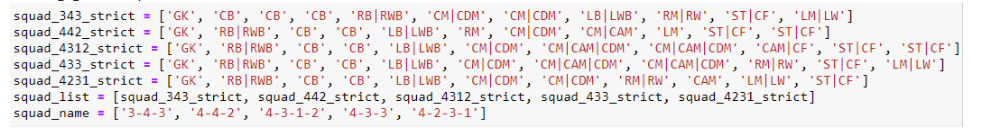 squad_343_strict = ['GK', 'CB', 'CB', 'CB', 'RB|RWB', 'CM|CDM', 'CM|CDM', 'LB|LWB', 'RM|RW', 'ST|CF', 'LM|LW']
squad_442_strict = ['GK', 'RB|RWB', 'CB', 'CB', 'LB|LWB', 'RM', 'CM|CDM', 'CM|CAM', 'LM', 'ST|CF', 'ST|CF']
squad_4312_strict = ['GK', 'RB|RWB', 'CB', 'CB', 'LB|LWB', 'CM|CDM', 'CM|CAM|CDM', 'CM|CAM|CDM', 'CAM|CF', 'ST|CF', 'ST|CF']
squad_433_strict = ['GK', 'RB|RWB', 'CB', 'CB', 'LB|LWB', 'CM|CDM', 'CM|CAM|CDM', 'CM|CAM|CDM', 'RM|RW', 'ST|CF', 'LM|LW']
squad_4231_strict = ['GK', 'RB|RWB', 'CB', 'CB', 'LB|LWB', 'CM|CDM', 'CM|CDM', 'RM|RW', 'CAM', 'LM|LW', 'ST|CF']
squad_list = [squad_343_strict, squad_442_strict, squad_4312_strict, squad_433_strict, squad_4231_strict]
squad_name = ['3-4-3', '4-4-2', '4-3-1-2', '4-3-3', '4-2-3-1']